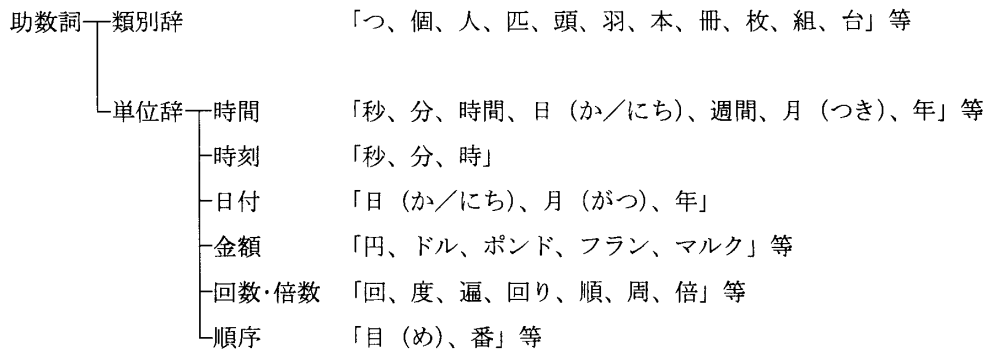 助数詞 類別辞 「つ、個、人、匹、頭、羽、本、冊、枚、組、台」等
単位辞 時間 「秒、分、時間、日（か／にち）、週間、月（つき）、年」等
時刻 「秒、分、時」
日付 「日（か／にち）、月（がつ）、年」
金額 「円、ドル、ポンド、フラン、マルク」等
回数・倍数 「回、度、遍、回り、順、周、倍」等
順序 「目（め）、番」等